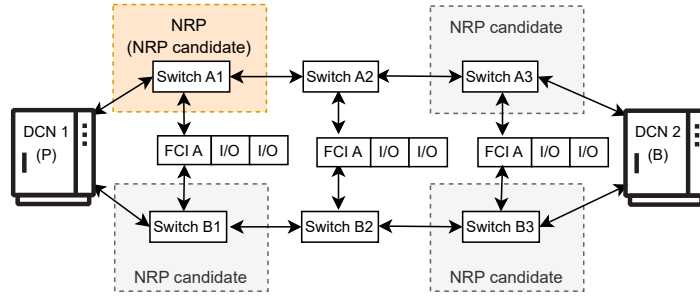 NRP
(NRP candidate)
NRP candidate
Switch A1
Switch A2
Switch A3
DCN 1
(P)
DCN 2
(B)
FCI A I/O I/O
FCI A I/O I/O
FCI A I/O I/O
Switch B1
Switch B2
Switch B3
NRP candidate
NRP candidate